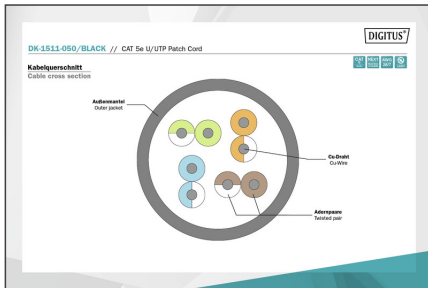 DIGITUS®
DK-1511-050/BLACK // CAT 5e U/UTP Patch Cord
Kabelquerschnitt
Cable cross section
Außenmantel
Outer jacket
Cu-Draht
Cu-Wire
Adernpaare
Twisted pair